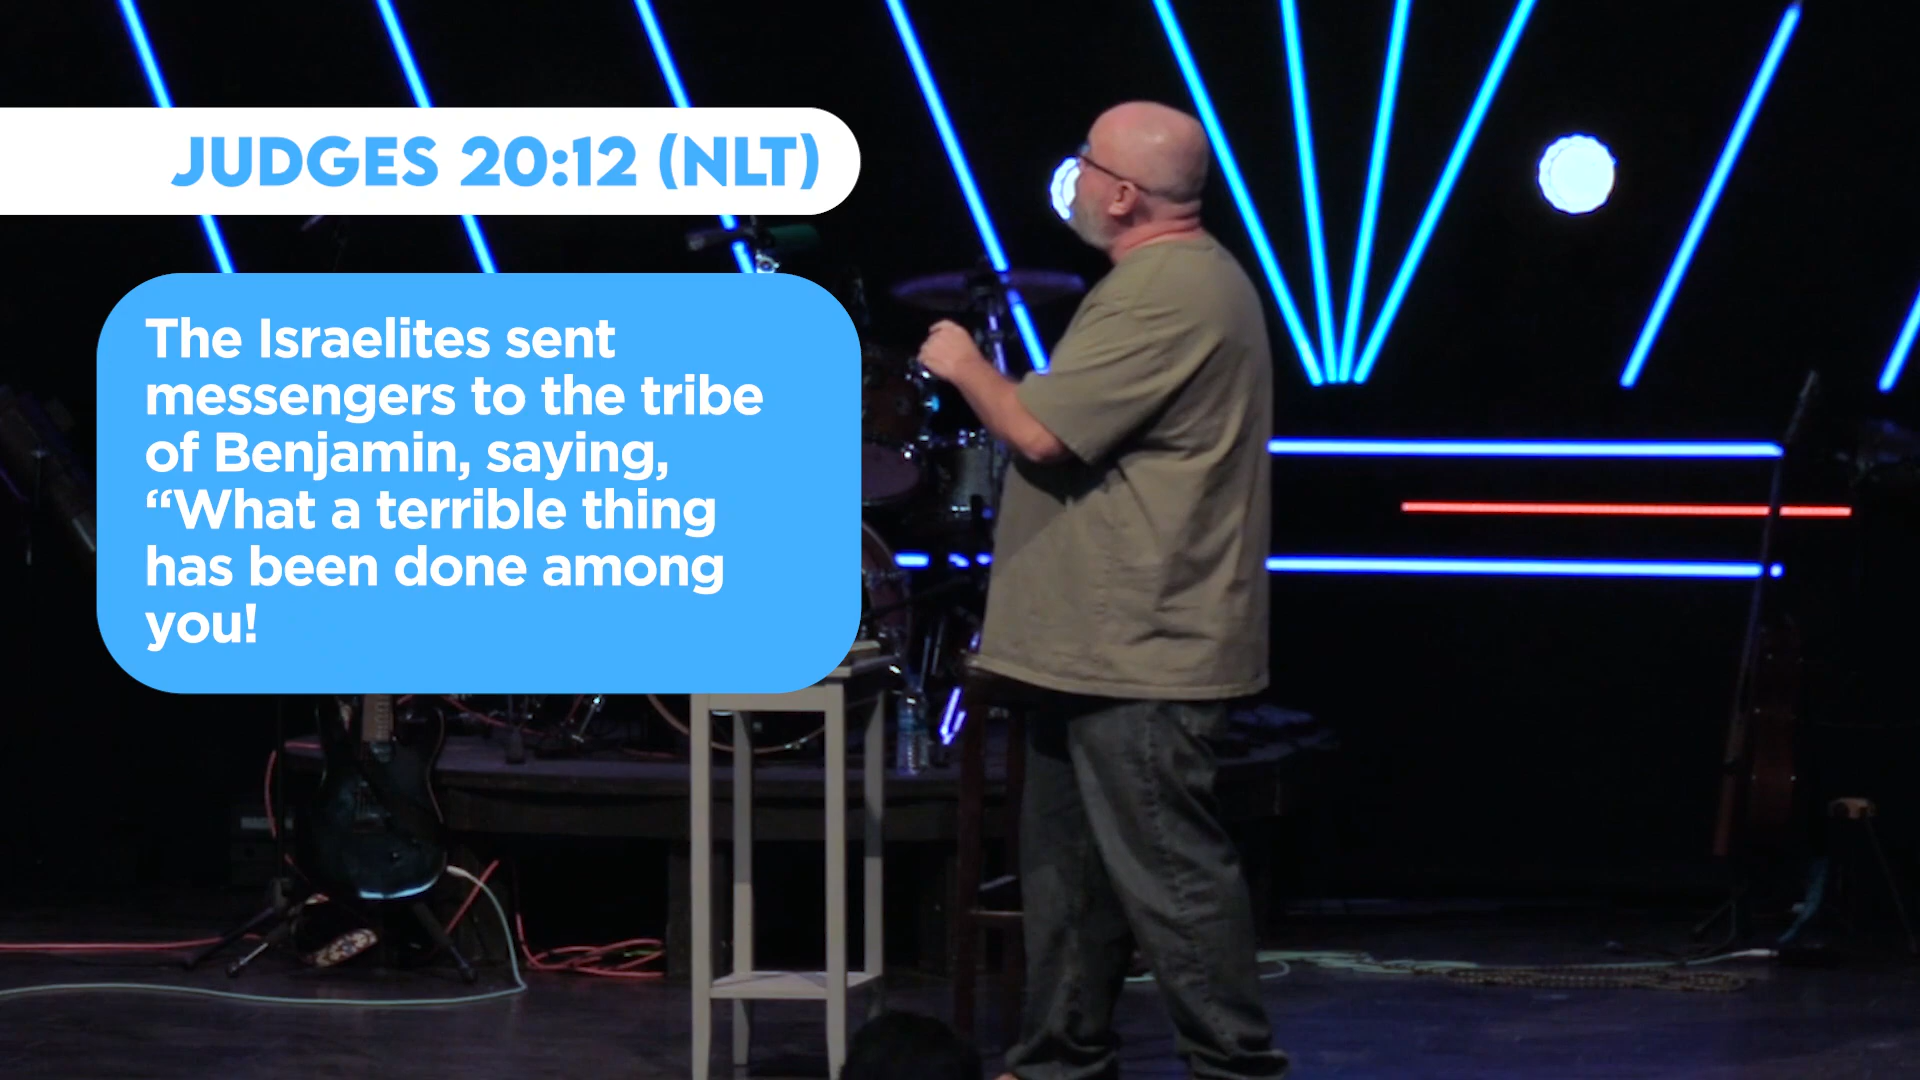 JUDGES 20:12 (NLT)
The Israelites sent
messengers to the tribe
of Benjamin, saying,
“What a terrible thing
has been done among
you!